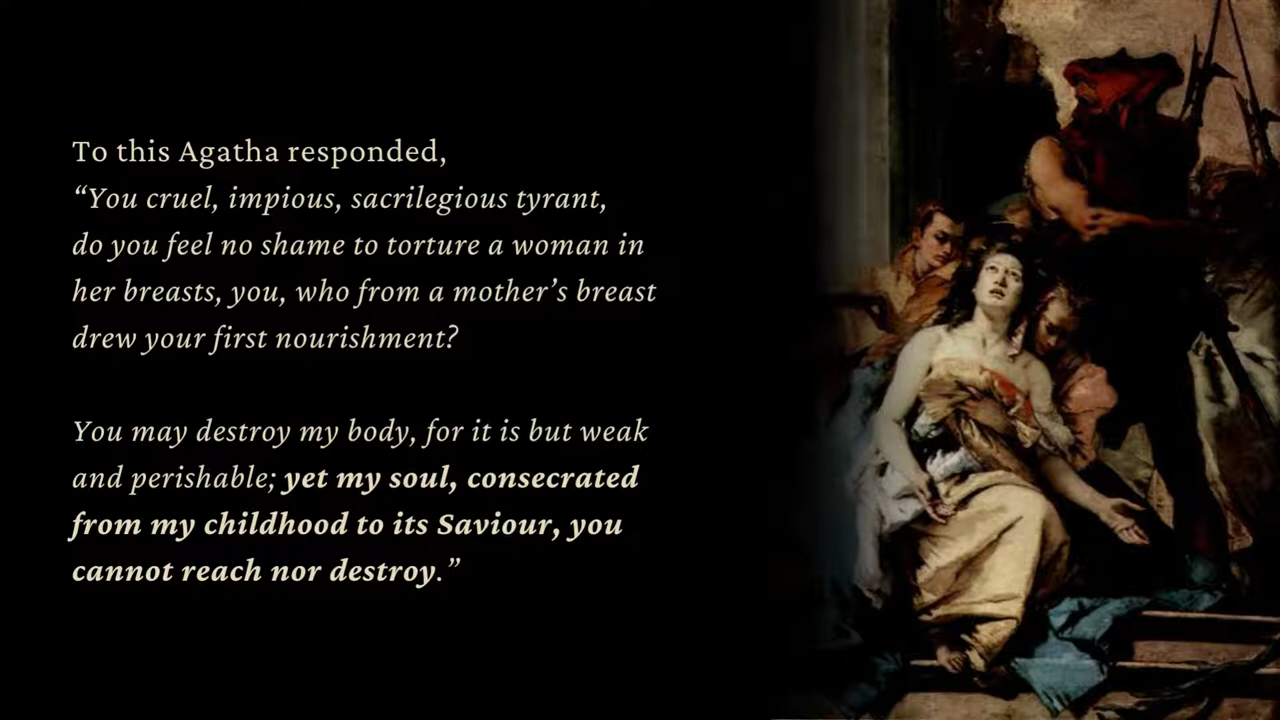 To this Agatha responded,
“You cruel, impious, sacrilegious tyrant,
do you feel no shame to torture a woman in
her breasts, you, who from a mother’s breast
drew your first nourishment?
You may destroy my body, for it is but weak
and perishable; yet my soul, consecrated
from my childhood to its Saviour, you
cannot reach nor destroy.”